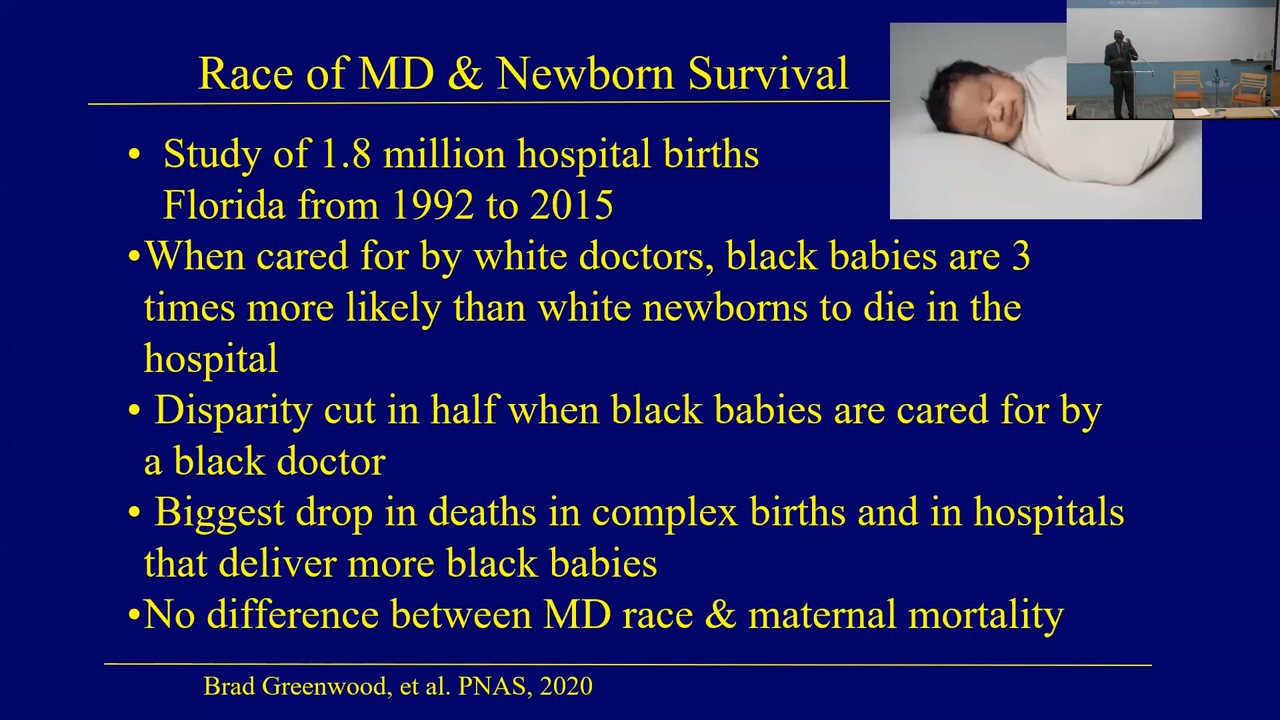 GLOBAL PUBLIC HEALTH
Race of MD & Newborn Survival
• Study of 1.8 million hospital births
Florida from 1992 to 2015
•When cared for by white doctors, black babies are 3
times more likely than white newborns to die in the
hospital
• Disparity cut in half when black babies are cared for by
a black doctor
• Biggest drop in deaths in complex births and in hospitals
that deliver more black babies
•No difference between MD race & maternal mortality
Brad Greenwood, et al. PNAS, 2020